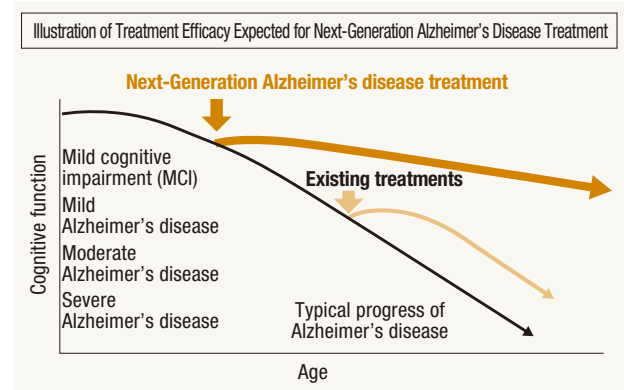 Illustration of Treatment Efficacy Expected for Next-Generation Alzheimer's Disease Treatment
Next-Generation Alzheimer's disease treatment
Cognitive function
Mild cognitive
impairment (MCI)
Mild
Alzheimer's disease
Moderate
Alzheimer's disease
Severe
Alzheimer's disease
Existing treatments
Typical progress of
Alzheimer's disease
Age